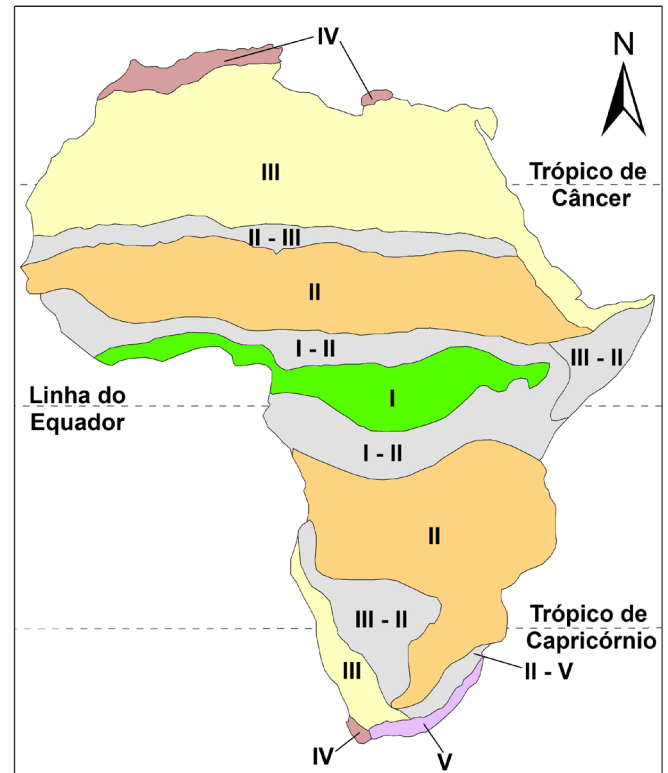 IV
N
III
Trópico de
Câncer
II - III
II
I - II
III - II
I
Linha do
Equador
I - II
II
III - II
Trópico de
Capricórnio
II - V
III
IV
V